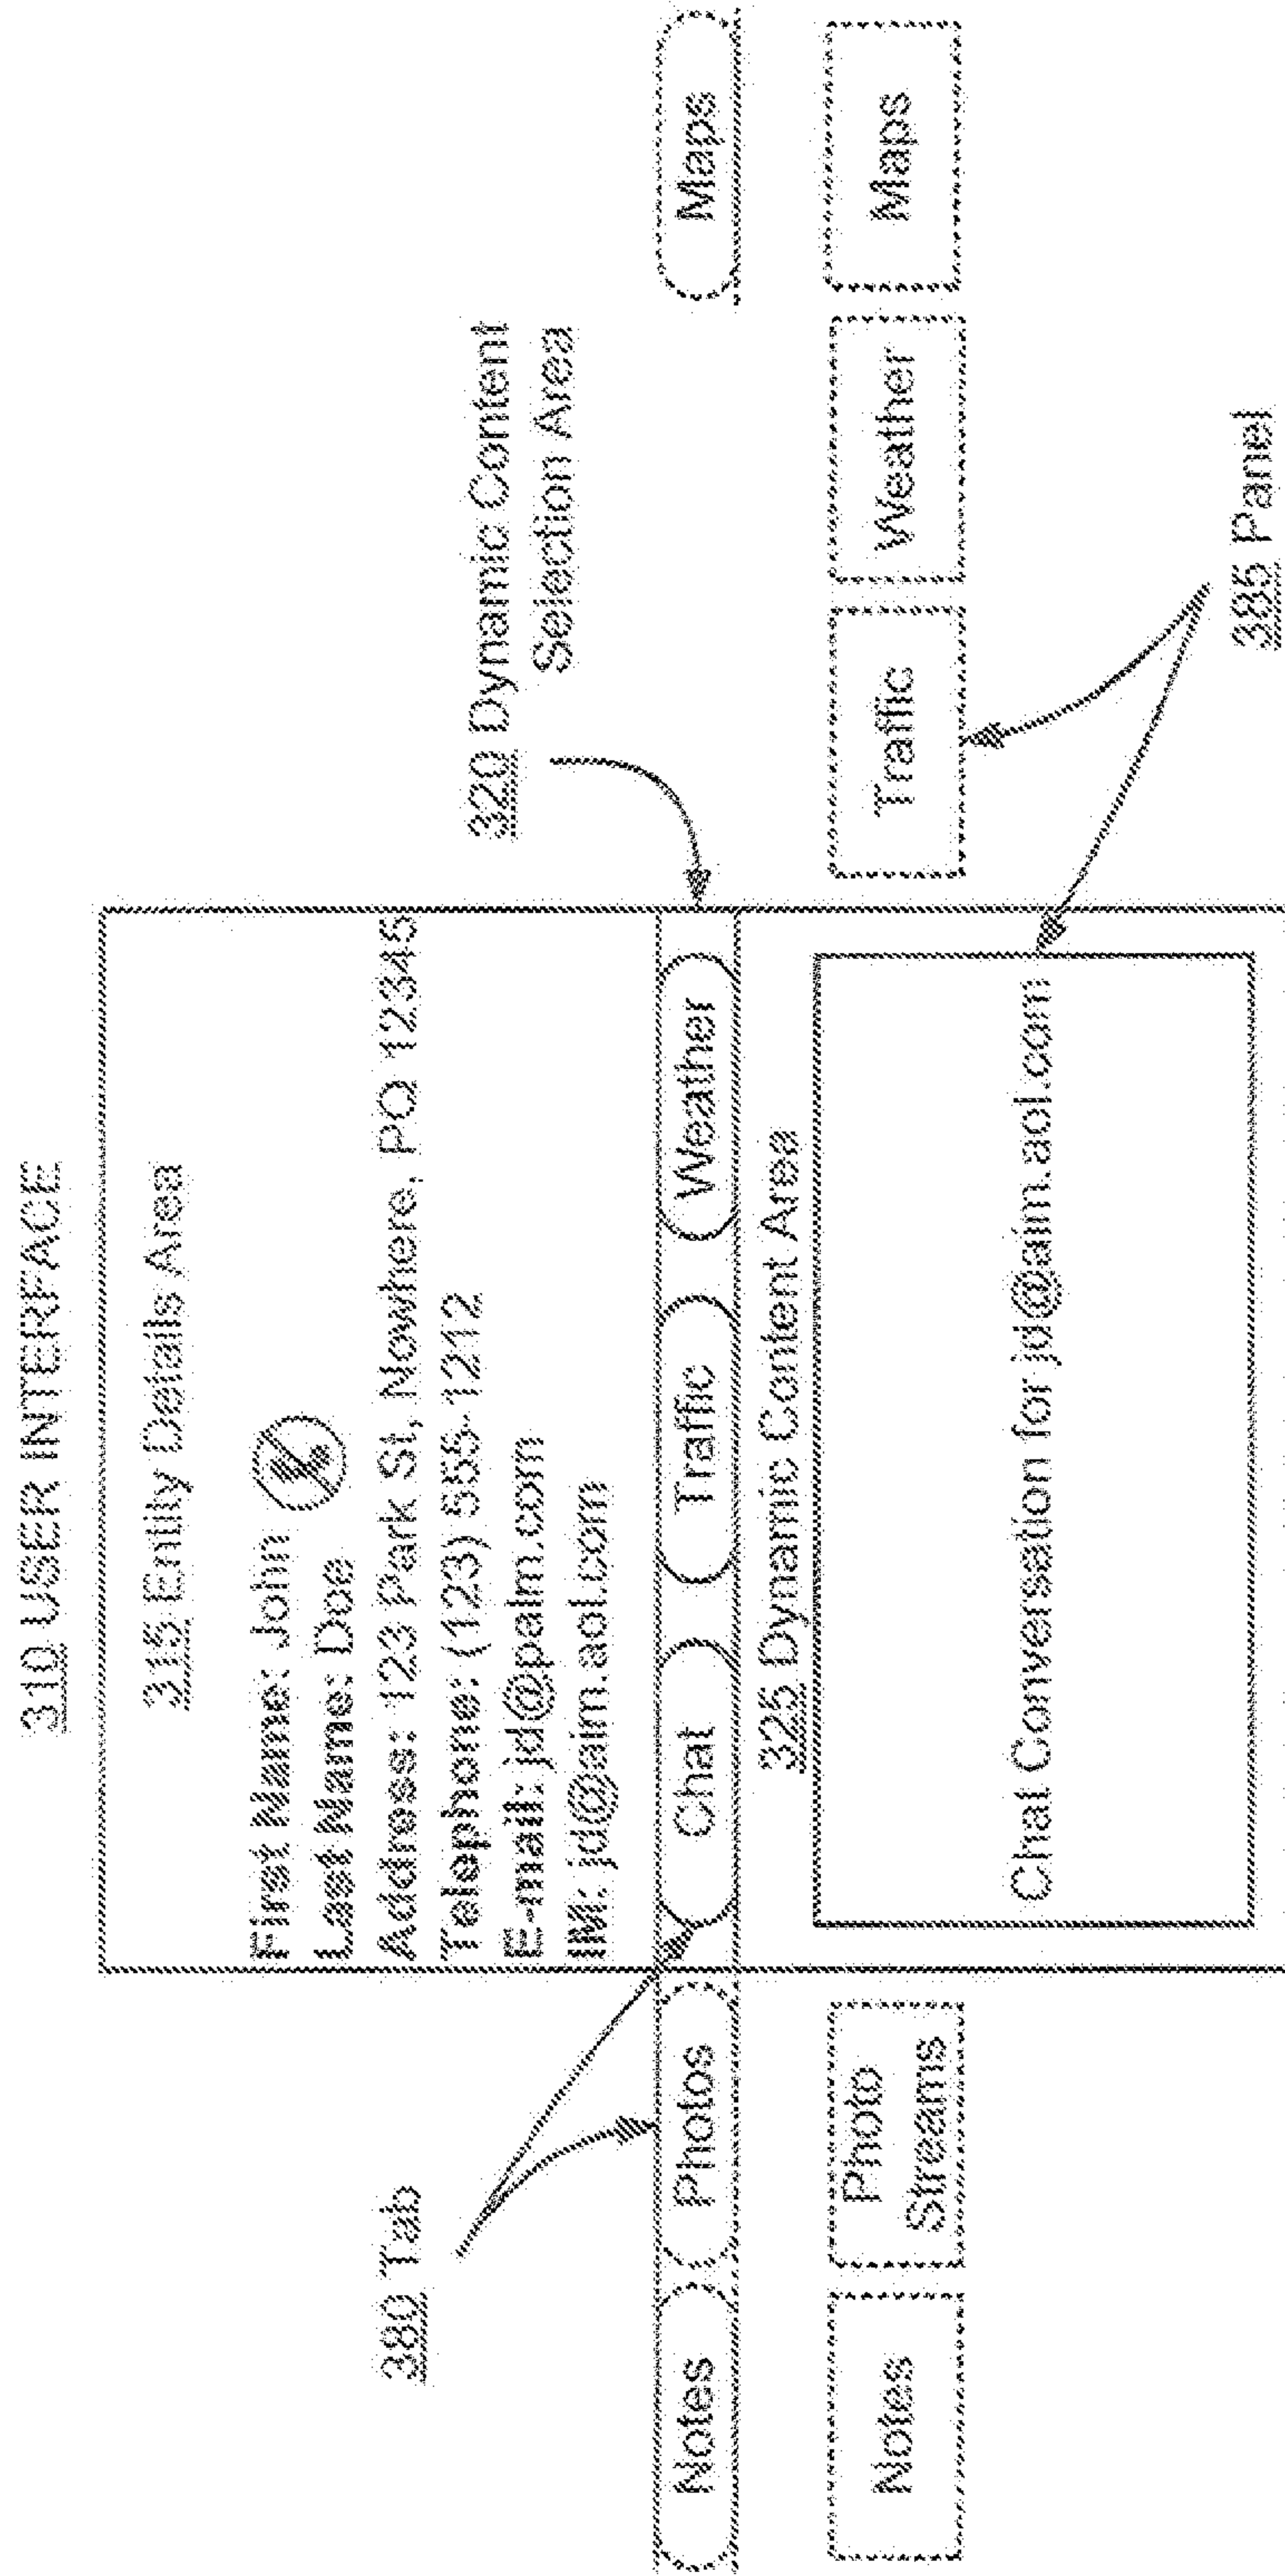 310 USER INTERFACE
315 Entity Details Area
First Name: John
Last Name: Doe
Address: 123 Park St, Nowhere, PQ 12345
Telephone: (123) 555-1212
E-mail: jd@palm.com
IM: jd@aim.aol.com
380 Tab
320 Dynamic Content
Selection Area
Notes
Photos
Chat
Traffic
Weather
Maps
325 Dynamic Content Area
Notes
Photo
Streams
Chat Conversation for jd@aim.aol.com
Traffic
Weather
Maps
385 Panel